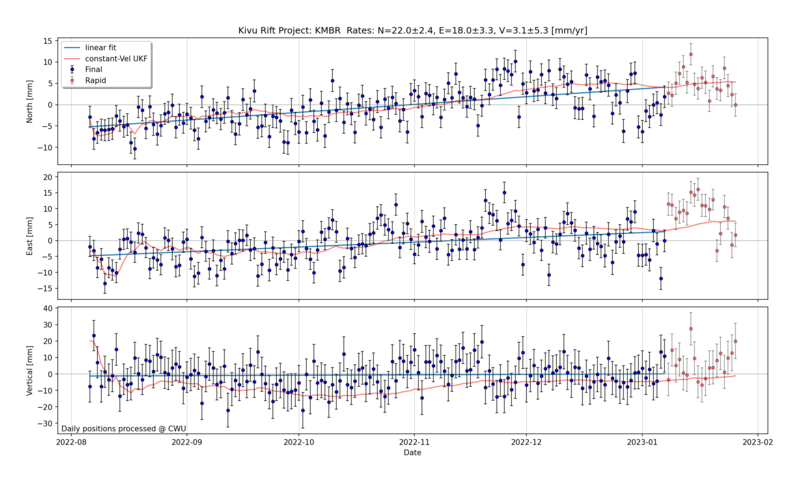 Kivu Rift Project: KMBR  Rates: N=22.0±2.4, E=18.0±3.3, V=3.1±5.3 [mm/yr]
linear fit
constant-Vel UKF
Final
Rapid
North [mm]
15
10
5
0
−5
−10
East [mm]
20
15
10
5
0
−5
−10
−15
Vertical [mm]
40
30
20
10
0
−10
−20
−30
Daily positions processed @ CWU
2022-08
2022-09
2022-10
2022-11
2022-12
2023-01
2023-02
Date